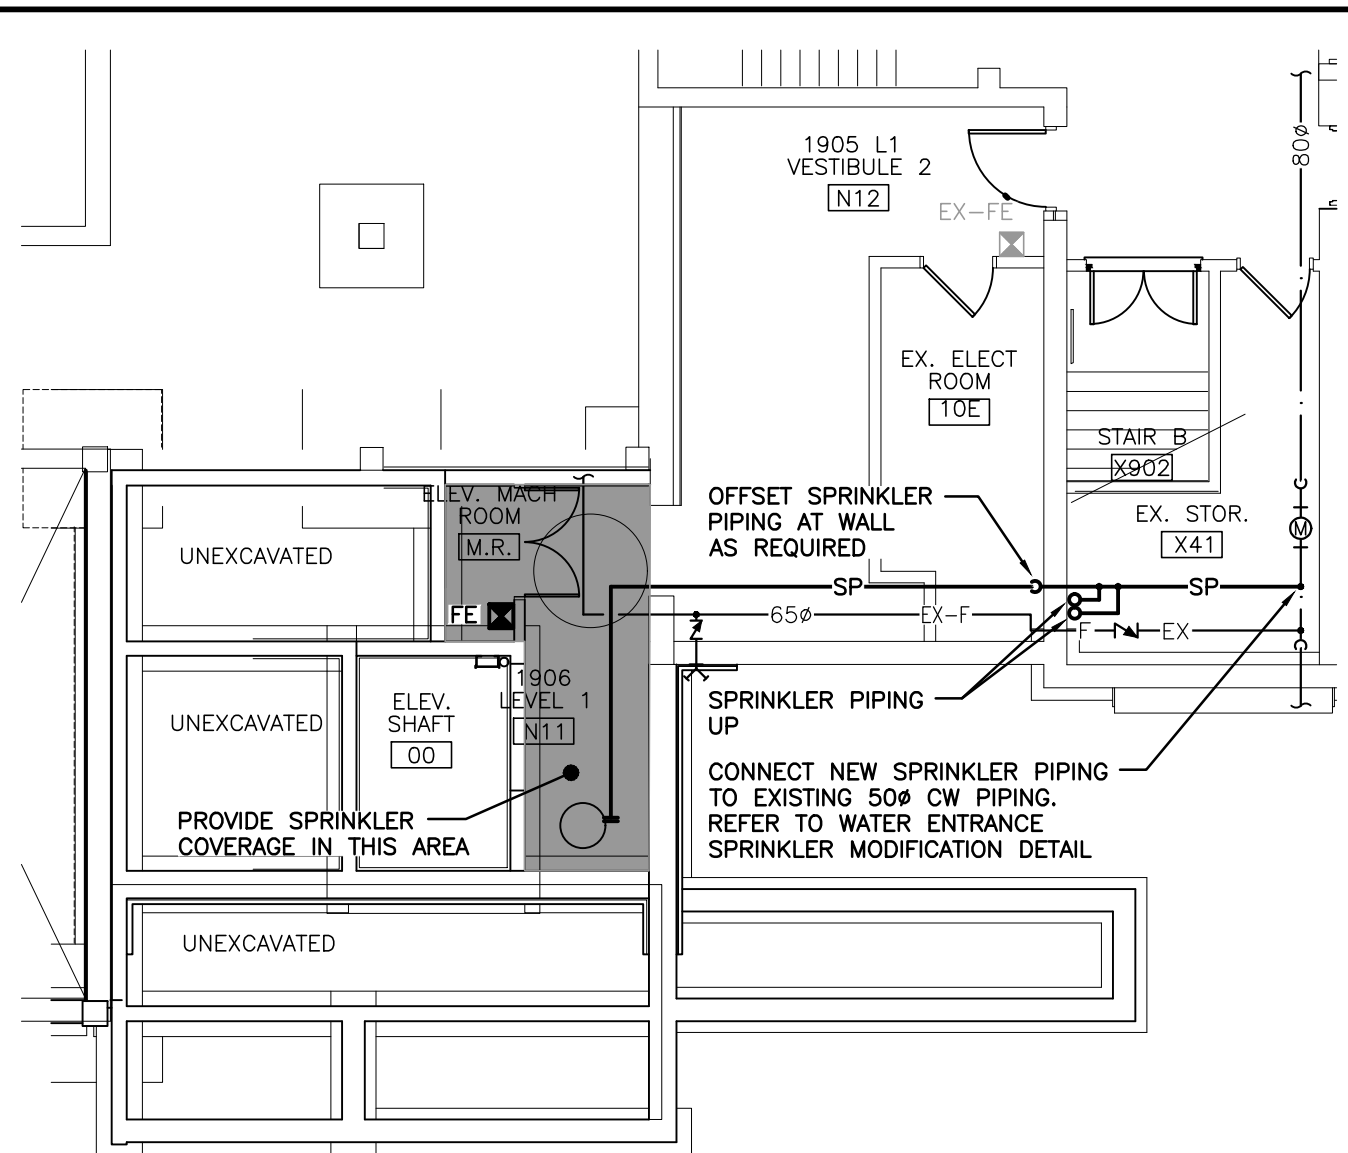 1905 L1
VESTIBULE 2
N12
EX-FE
80ø
EX. ELECT
ROOM
10E
STAIR B
X902
EX. STOR.
X41
M
ELEV. MACH
ROOM
M.R.
UNEXCAVATED
OFFSET SPRINKLER
PIPING AT WALL
AS REQUIRED
SP
SP
FE
65ø
EX-F
F
EX
1906
LEVEL 1
N11
ELEV.
SHAFT
00
UNEXCAVATED
SPRINKLER PIPING
UP
CONNECT NEW SPRINKLER PIPING
TO EXISTING 50ø CW PIPING.
REFER TO WATER ENTRANCE
SPRINKLER MODIFICATION DETAIL
PROVIDE SPRINKLER
COVERAGE IN THIS AREA
UNEXCAVATED